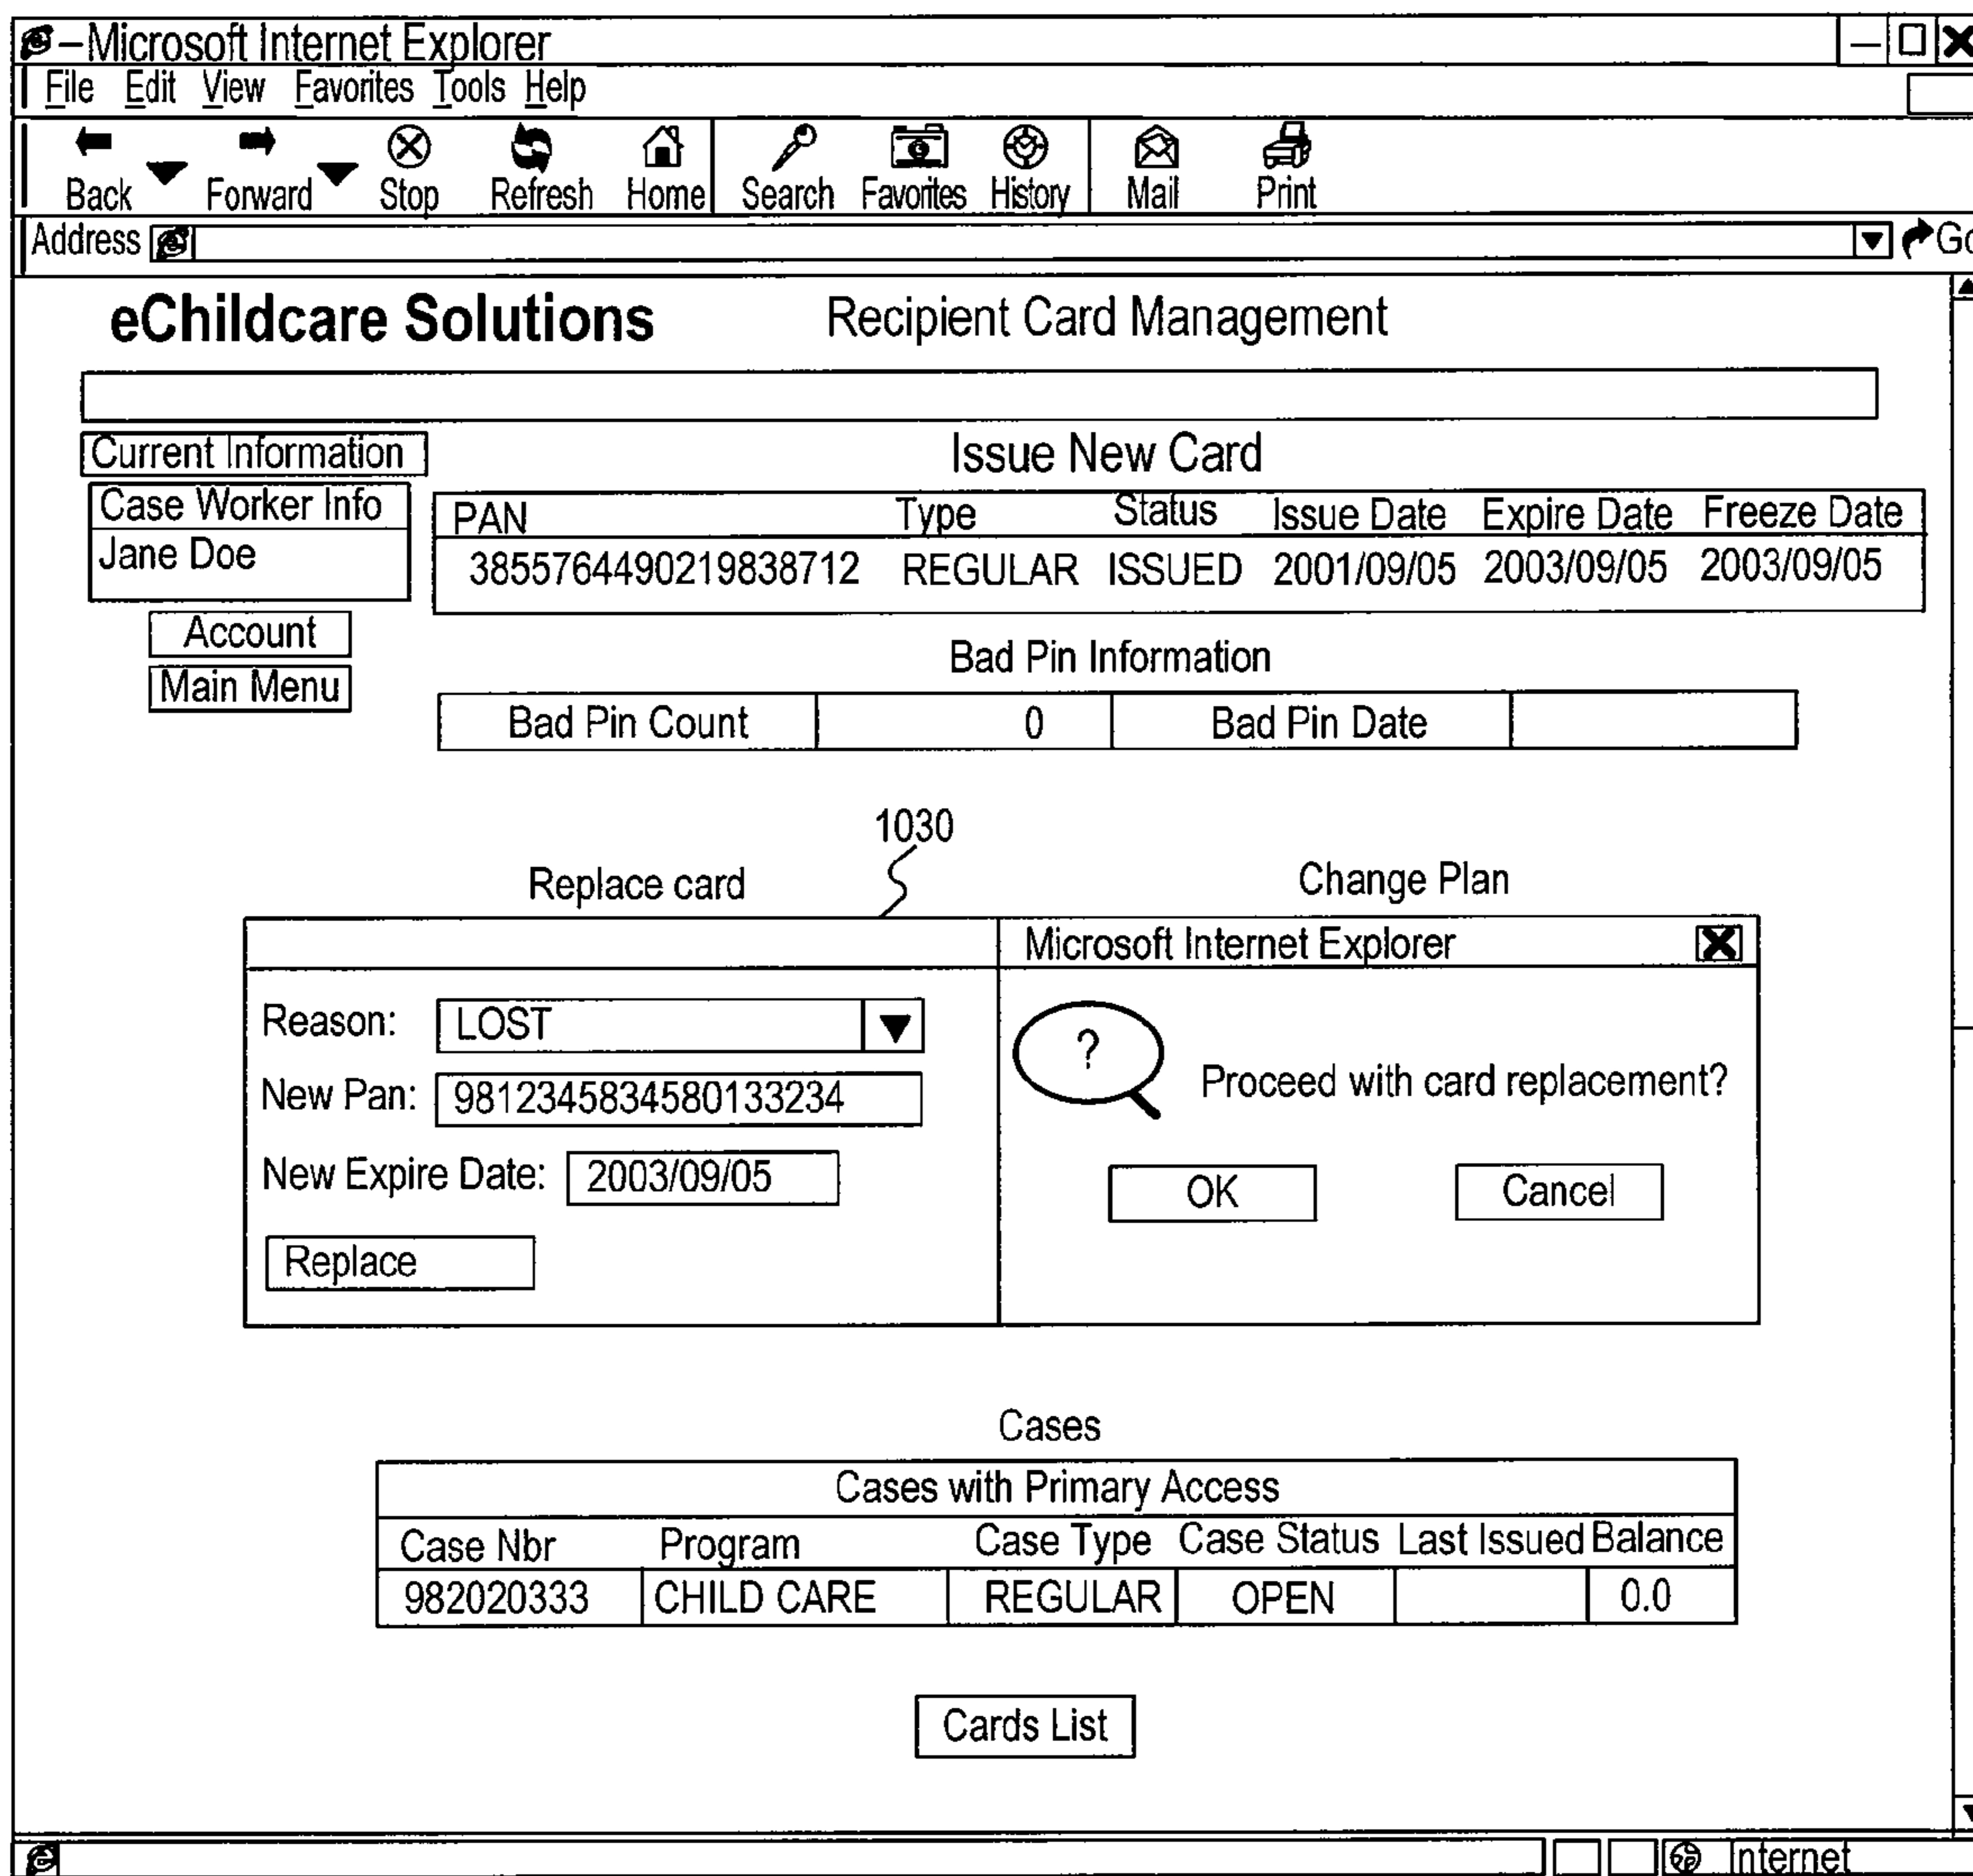 –Microsoft Internet Explorer
File Edit View Favorites Tools Help
Back Forward Stop Refresh Home Search Favorites History Mail Print
Address Go
eChildcare Solutions Recipient Card Management
Current Information Issue New Card
Case Worker Info PAN Type Status Issue Date Expire Date Freeze Date
Jane Doe 3855764490219838712 REGULAR ISSUED 2001/09/05 2003/09/05 2003/09/05
Account
Bad Pin Information
Main Menu
Bad Pin Count 0 Bad Pin Date
1030
Replace card Change Plan
Microsoft Internet Explorer
Reason: LOST ?
New Pan: 9812345834580133234 Proceed with card replacement?
New Expire Date: 2003/09/05 OK Cancel
Replace
Cases
Cases with Primary Access
Case Nbr Program Case Type Case Status Last Issued Balance
982020333 CHILD CARE REGULAR OPEN 0.0
Cards List
Internet